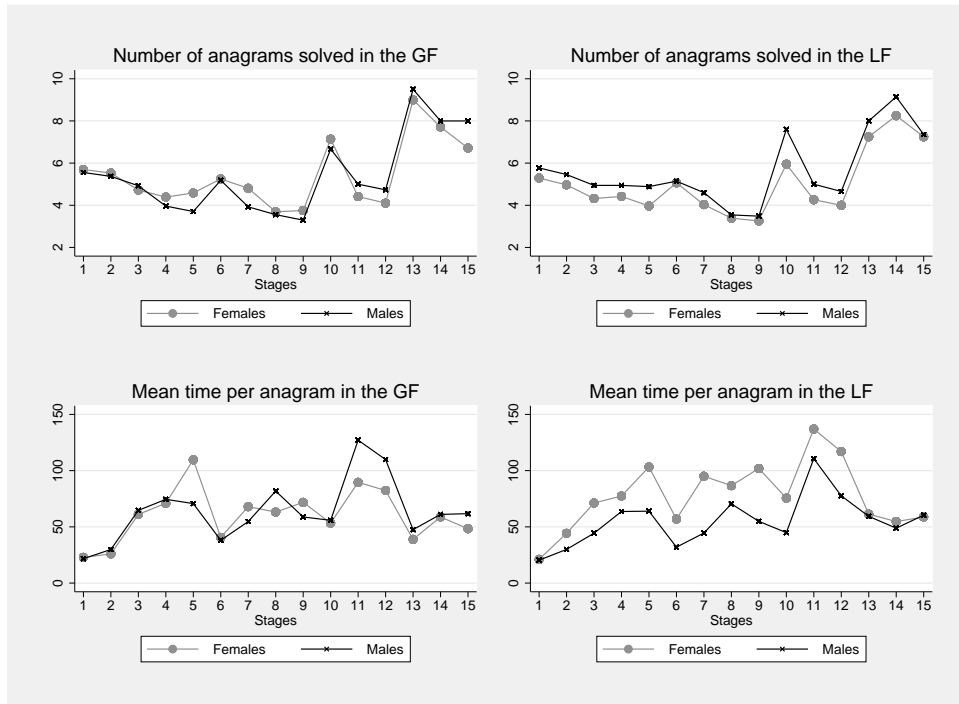 Number of anagrams solved in the GF
10
8
6
4
2
1 2 3 4 5 6 7 8 9 10 11 12 13 14 15
Stages
Females Males
Number of anagrams solved in the LF
10
8
6
4
2
1 2 3 4 5 6 7 8 9 10 11 12 13 14 15
Stages
Females Males
Mean time per anagram in the GF
150
100
50
0
1 2 3 4 5 6 7 8 9 10 11 12 13 14 15
Stages
Females Males
Mean time per anagram in the LF
150
100
50
0
1 2 3 4 5 6 7 8 9 10 11 12 13 14 15
Stages
Females Males